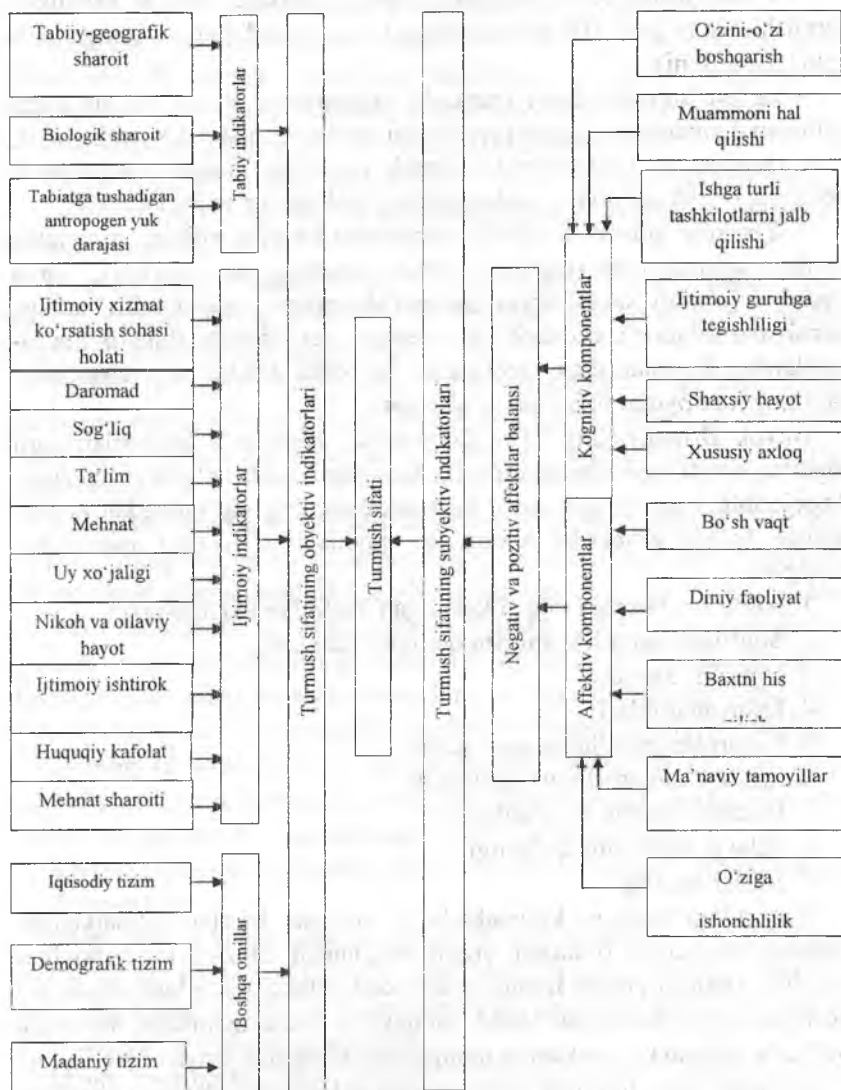 Tabiiy-geografik
sharoit
Biologik sharoit
Tabiatga tushadigan
antropogen yuk
darajasi
Ijtimoiy xizmat
ko‘rsatish sohasi
holati
Daromad
Sog‘liq
Ta’lim
Mehnat
Uy xo‘jaligi
Nikoh va oilaviy
hayot
Ijtimoiy ishtirok
Huquqiy kafolat
Mehnat sharoiti
Iqtisodiy tizim
Demografik tizim
Madaniy tizim
Tabiiy indikatorlar
Ijtimoiy indikatorlar
Boshqa omillar
Turmush sifatining obyektiv indikatorlari
Turmush sifati
Turmush sifatining subyektiv indikatorlari
Negativ va pozitiv affektlar balansi
Kognitiv komponentlar
Affektiv komponentlar
O‘zini-o‘zi
boshqarish
Muammoni hal
qilishi
Ishga turli
tashkilotlarni jalb
qilishi
Ijtimoiy guruhga
tegishliligi
Shaxsiy hayot
Xususiy axloq
Bo‘sh vaqt
Diniy faoliyat
Baxtni his
Ma’naviy tamoyillar
O‘ziga
ishonchlilik